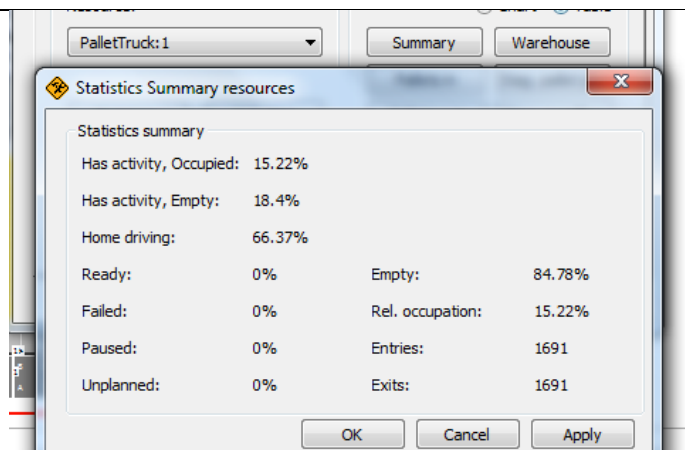 PalletTruck:1
Summary
Warehouse
Statistics Summary resources
Statistics summary
Has activity, Occupied: 15.22%
Has activity, Empty: 18.4%
Home driving: 66.37%
Ready: 0% Empty: 84.78%
Failed: 0% Rel. occupation: 15.22%
Paused: 0% Entries: 1691
Unplanned: 0% Exits: 1691
OK Cancel Apply